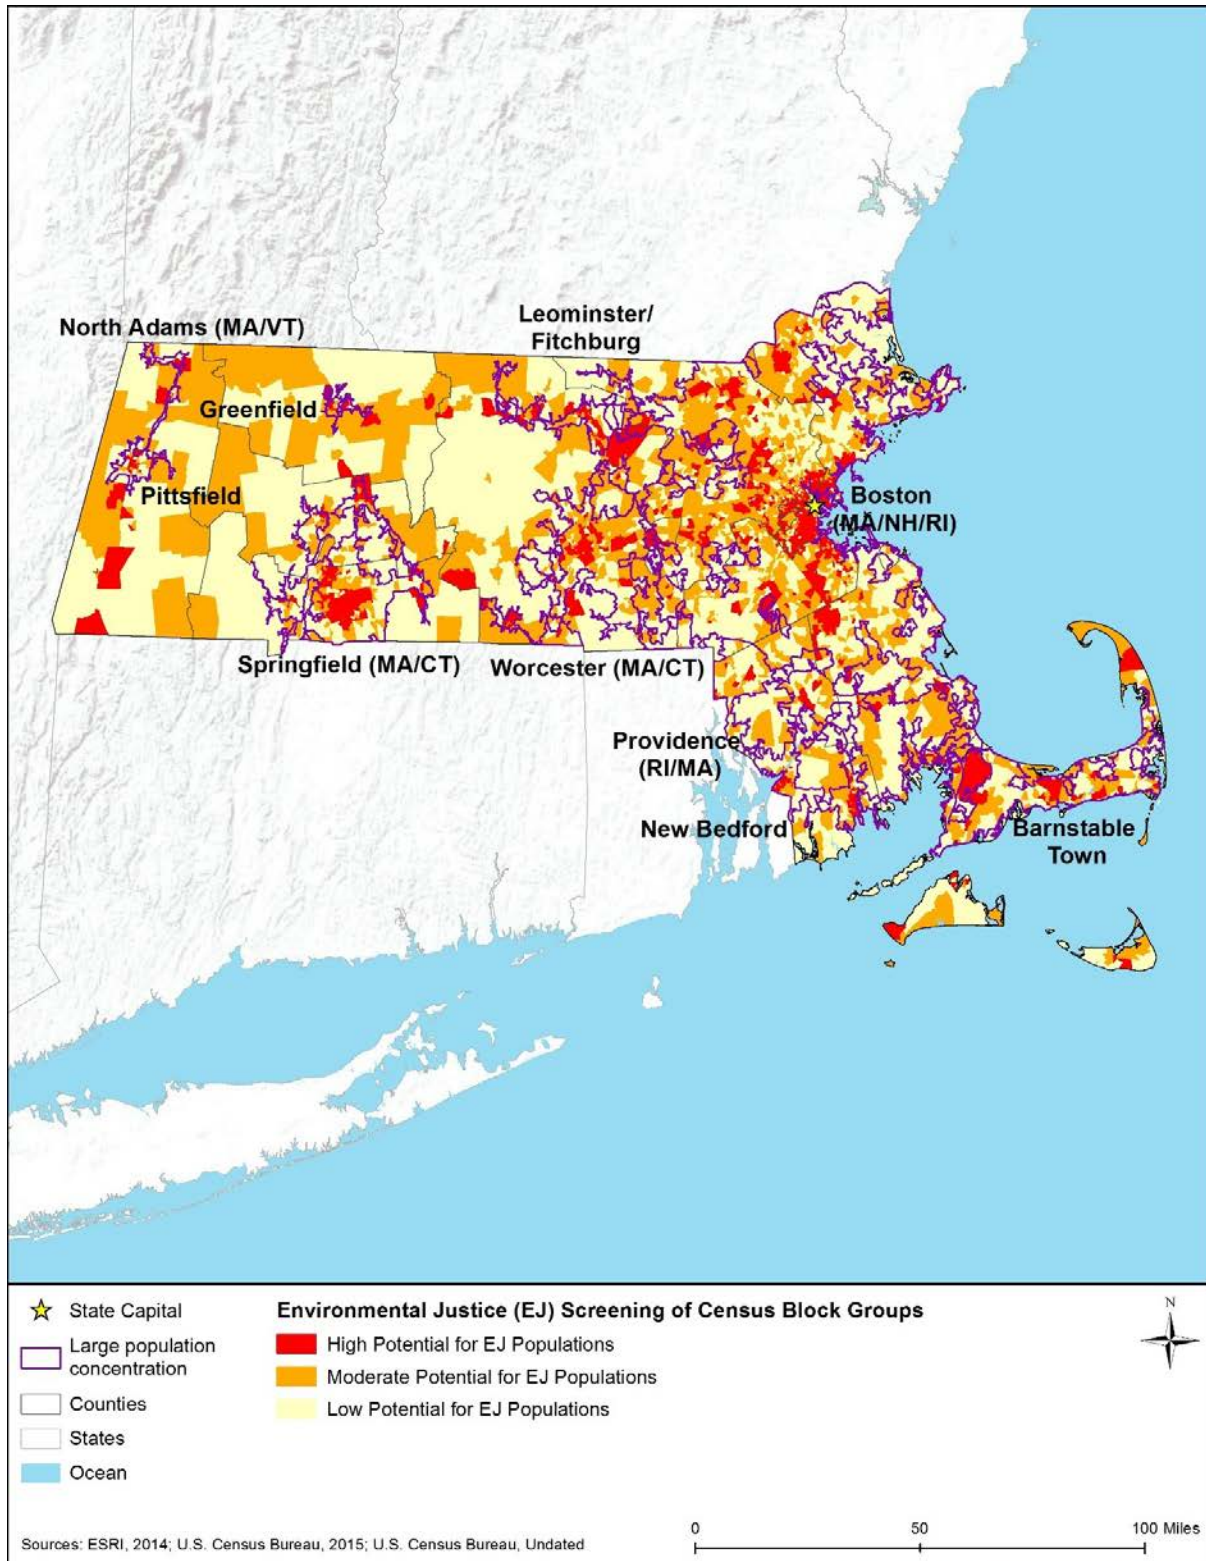 North Adams (MA/VT)
Leominster/
Fitchburg
Greenfield
Pittsfield
Boston
(MA/NH/RI)
Springfield (MA/CT)
Worcester (MA/CT)
Providence
(RI/MA)
New Bedford
Barnstable
Town
State Capital
Large population
concentration
Counties
States
Ocean
Environmental Justice (EJ) Screening of Census Block Groups
High Potential for EJ Populations
Moderate Potential for EJ Populations
Low Potential for EJ Populations
N
0 50 100 Miles
Sources: ESRI, 2014; U.S. Census Bureau, 2015; U.S. Census Bureau, Undated